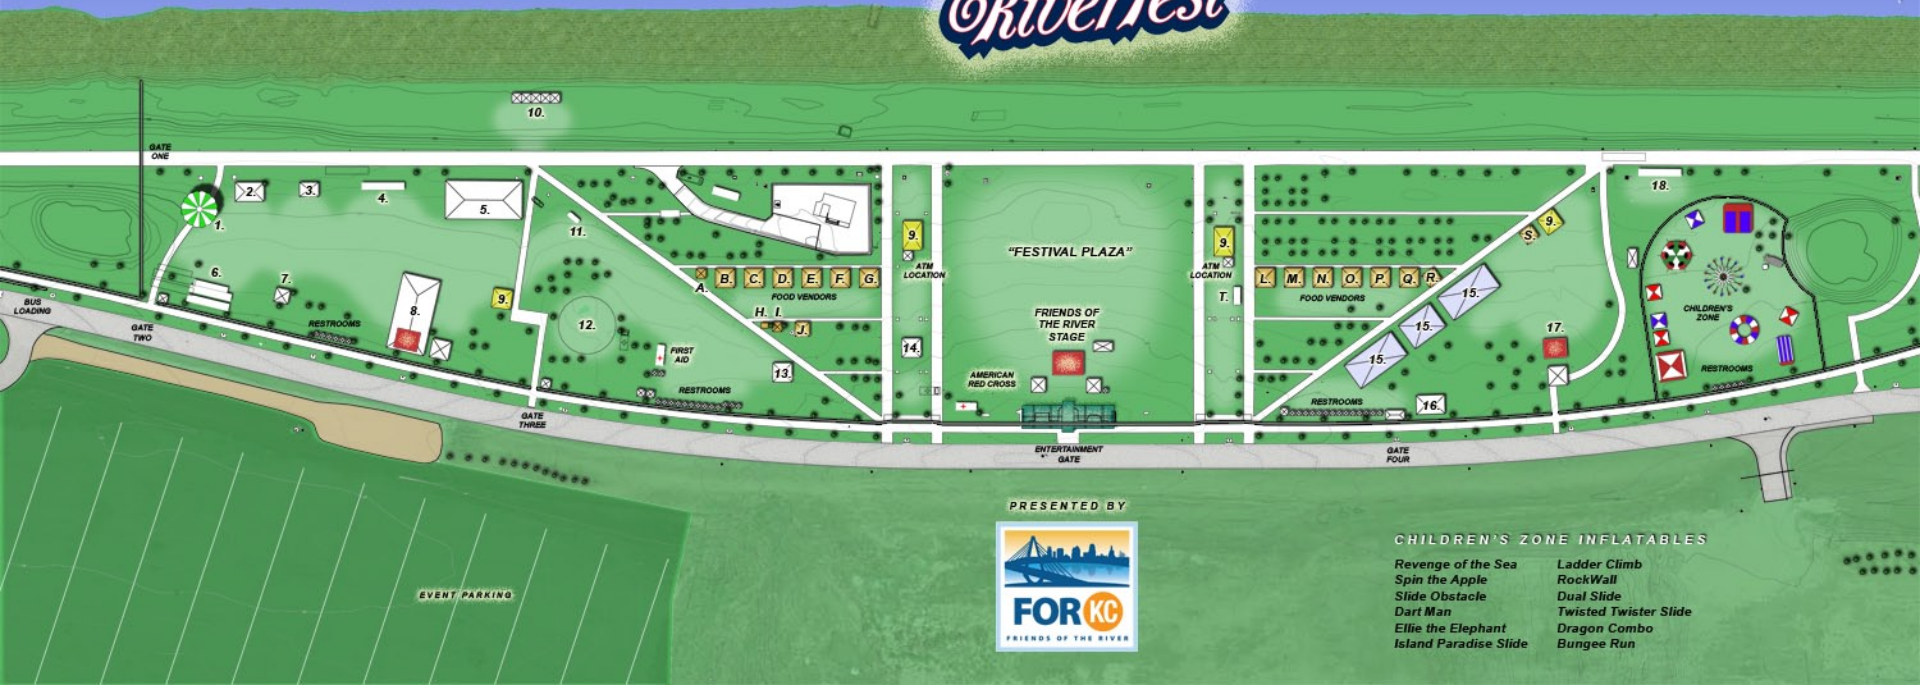 RiverFest
10.
GATE
ONE
1.
2.
3.
4.
5.
6.
7.
8.
9.
RESTROOMS
BUS
LOADING
GATE
TWO
11.
12.
FIRST
AID
RESTROOMS
GATE
THREE
A.
B.
C.
D.
E.
F.
G.
FOOD VENDORS
H.
I.
J.
13.
9.
ATM
LOCATION
14.
"FESTIVAL PLAZA"
FRIENDS OF
THE RIVER
STAGE
AMERICAN
RED CROSS
ENTERTAINMENT
GATE
9.
ATM
LOCATION
T.
L.
M.
N.
O.
P.
Q.
R.
FOOD VENDORS
S.
9.
15.
15.
15.
RESTROOMS
16.
GATE
FOUR
17.
18.
CHILDREN'S
ZONE
RESTROOMS
EVENT PARKING
PRESENTED BY
FOR KC
FRIENDS OF THE RIVER
CHILDREN'S ZONE INFLATABLES
Revenge of the Sea
Spin the Apple
Slide Obstacle
Dart Man
Ellie the Elephant
Island Paradise Slide
Ladder Climb
RockWall
Dual Slide
Twisted Twister Slide
Dragon Combo
Bungee Run